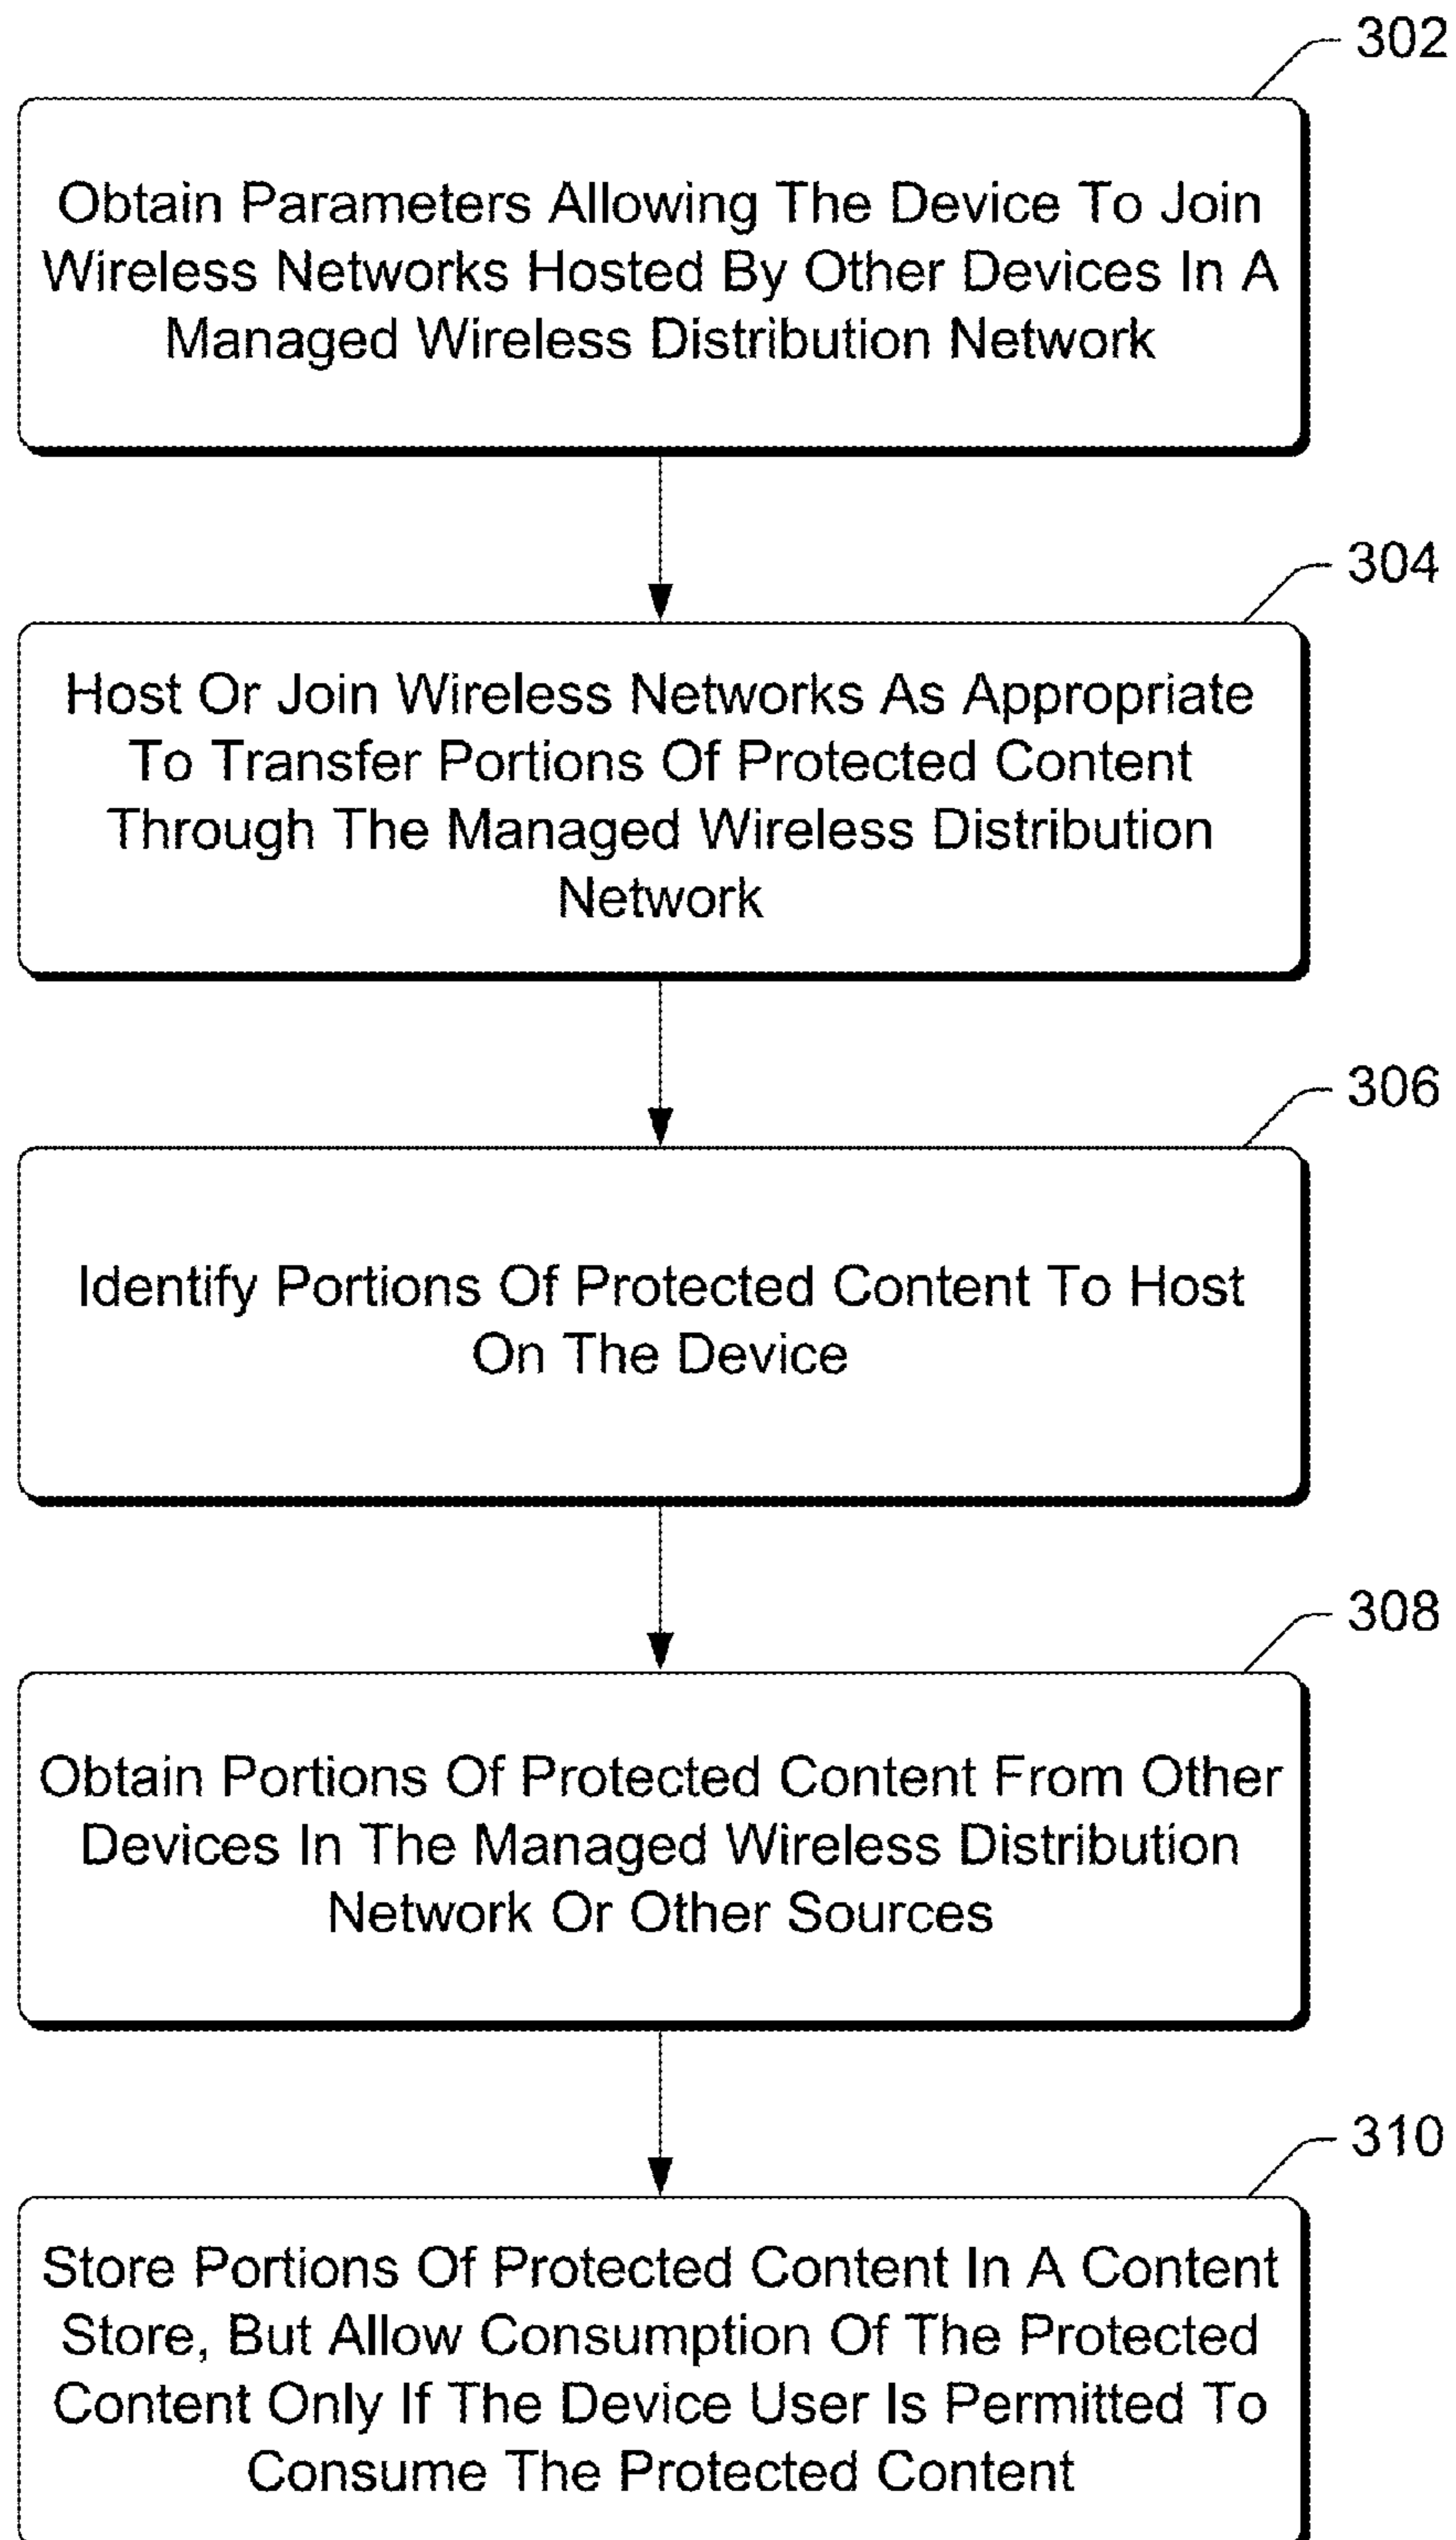 302
Obtain Parameters Allowing The Device To Join
Wireless Networks Hosted By Other Devices In A
Managed Wireless Distribution Network
304
Host Or Join Wireless Networks As Appropriate
To Transfer Portions Of Protected Content
Through The Managed Wireless Distribution
Network
306
Identify Portions Of Protected Content To Host
On The Device
308
Obtain Portions Of Protected Content From Other
Devices In The Managed Wireless Distribution
Network Or Other Sources
310
Store Portions Of Protected Content In A Content
Store, But Allow Consumption Of The Protected
Content Only If The Device User Is Permitted To
Consume The Protected Content